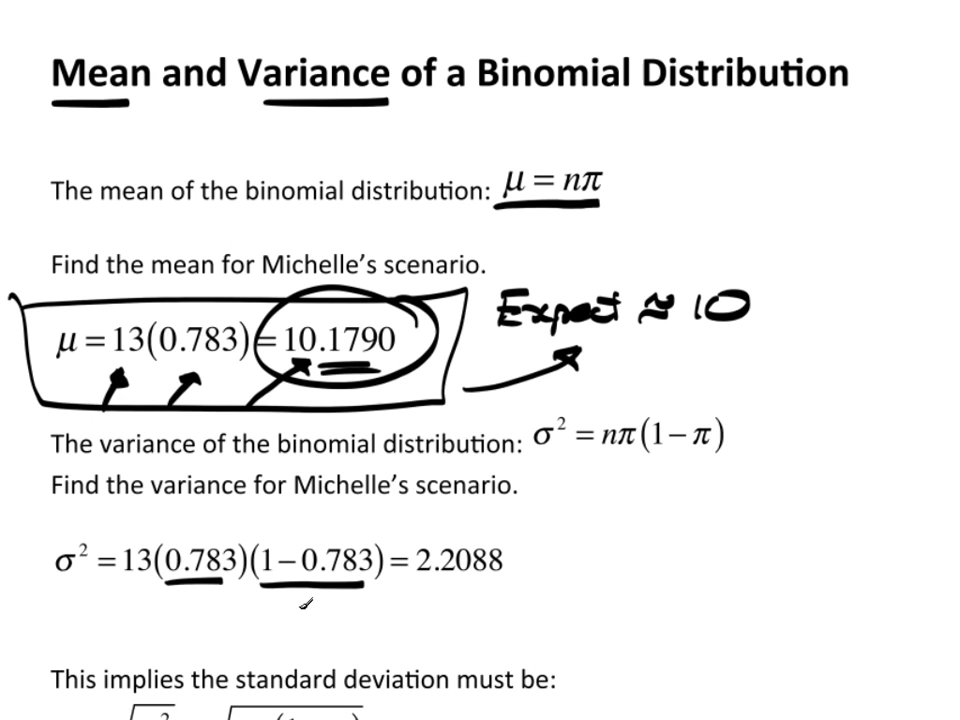 Mean and Variance of a Binomial Distribution
The mean of the binomial distribution: μ = nπ
Find the mean for Michelle's scenario.
μ = 13(0.783) = 10.1790
Expect ≈ 10
The variance of the binomial distribution: σ² = nπ(1 − π)
Find the variance for Michelle's scenario.
σ² = 13(0.783)(1 − 0.783) = 2.2088
This implies the standard deviation must be: